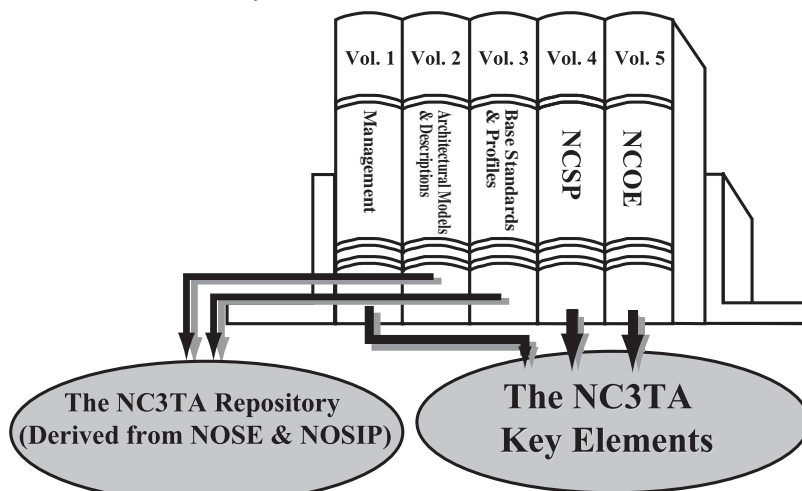 Vol. 1
Vol. 2
Vol. 3
Vol. 4
Vol. 5
Management
Architectural Models
& Descriptions
Base Standards
& Profiles
NCSP
NCOE
The NC3TA Repository
(Derived from NOSE & NOSIP)
The NC3TA
Key Elements